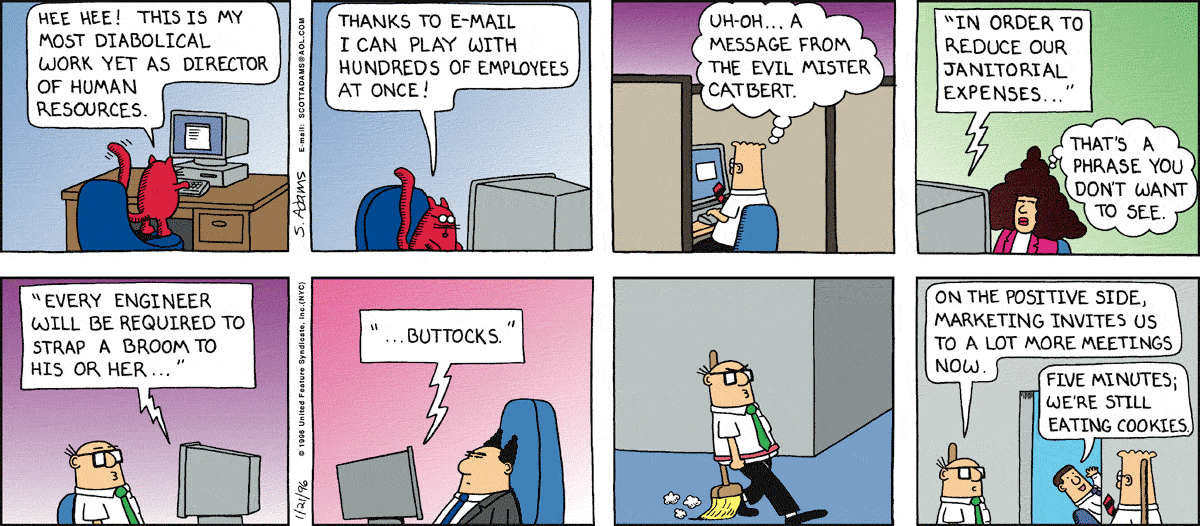 HEE HEE! THIS IS MY
MOST DIABOLICAL
WORK YET AS DIRECTOR
OF HUMAN
RESOURCES.
THANKS TO E-MAIL
I CAN PLAY WITH
HUNDREDS OF EMPLOYEES
AT ONCE!
S. Adams
E-mail: SCOTTADAMS@AOL.COM
UH-OH... A
MESSAGE FROM
THE EVIL MISTER
CATBERT.
"IN ORDER TO
REDUCE OUR
JANITORIAL
EXPENSES..."
THAT'S A
PHRASE YOU
DON'T WANT
TO SEE.
"EVERY ENGINEER
WILL BE REQUIRED TO
STRAP A BROOM TO
HIS OR HER..."
1/21/96
© 1996 United Feature Syndicate, Inc.(NYC)
"...BUTTOCKS."
ON THE POSITIVE SIDE,
MARKETING INVITES US
TO A LOT MORE MEETINGS
NOW.
FIVE MINUTES;
WE'RE STILL
EATING COOKIES.